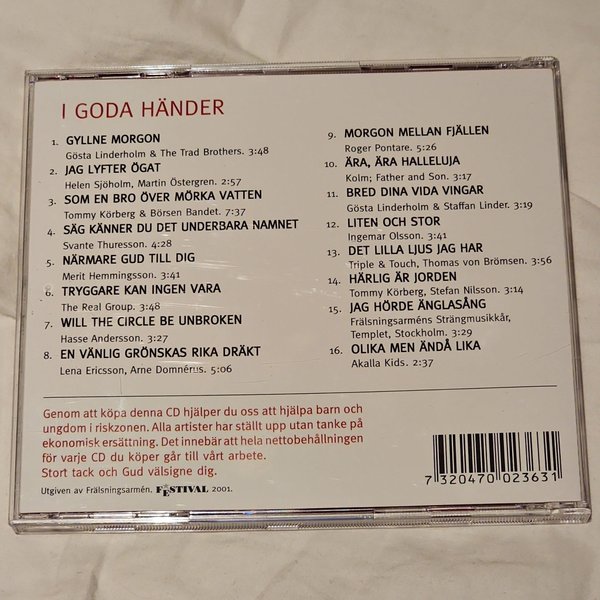 I GODA HÄNDER
1. GYLLNE MORGON
Gösta Linderholm & The Trad Brothers. 3:48
2. JAG LYFTER ÖGAT
Helen Sjöholm, Martin Östergren. 2:57
3. SOM EN BRO ÖVER MÖRKA VATTEN
Tommy Körberg & Börsen Bandet. 7:37
4. SÄG KÄNNER DU DET UNDERBARA NAMNET
Svante Thuresson. 4:28
5. NÄRMARE GUD TILL DIG
Merit Hemmingsson. 3:41
6. TRYGGARE KAN INGEN VARA
The Real Group. 3:48
7. WILL THE CIRCLE BE UNBROKEN
Hasse Andersson. 3:27
8. EN VÄNLIG GRÖNSKAS RIKA DRÄKT
Lena Ericsson, Arne Domnérus. 5:06
9. MORGON MELLAN FJÄLLEN
Roger Pontare. 5:26
10. ÄRA, ÄRA HALLELUJA
Kolm; Father and Son. 3:17
11. BRED DINA VIDA VINGAR
Gösta Linderholm & Staffan Linder. 3:19
12. LITEN OCH STOR
Ingemar Olsson. 3:41
13. DET LILLA LJUS JAG HAR
Triple & Touch, Thomas von Brömsen. 3:56
14. HÄRLIG ÄR JORDEN
Tommy Körberg, Stefan Nilsson. 3:14
15. JAG HÖRDE ÄNGLASÅNG
Frälsningsarméns Strängmusikkår,
Templet, Stockholm. 3:29
16. OLIKA MEN ÄNDÅ LIKA
Akalla Kids. 2:37
Genom att köpa denna CD hjälper du oss att hjälpa barn och
ungdom i riskzonen. Alla artister har ställt upp utan tanke på
ekonomisk ersättning. Det innebär att hela nettobehållningen
för varje CD du köper går till vårt arbete.
Stort tack och Gud välsigne dig.
Utgiven av Frälsningsarmén. FESTIVAL 2001.
7 320470 023631